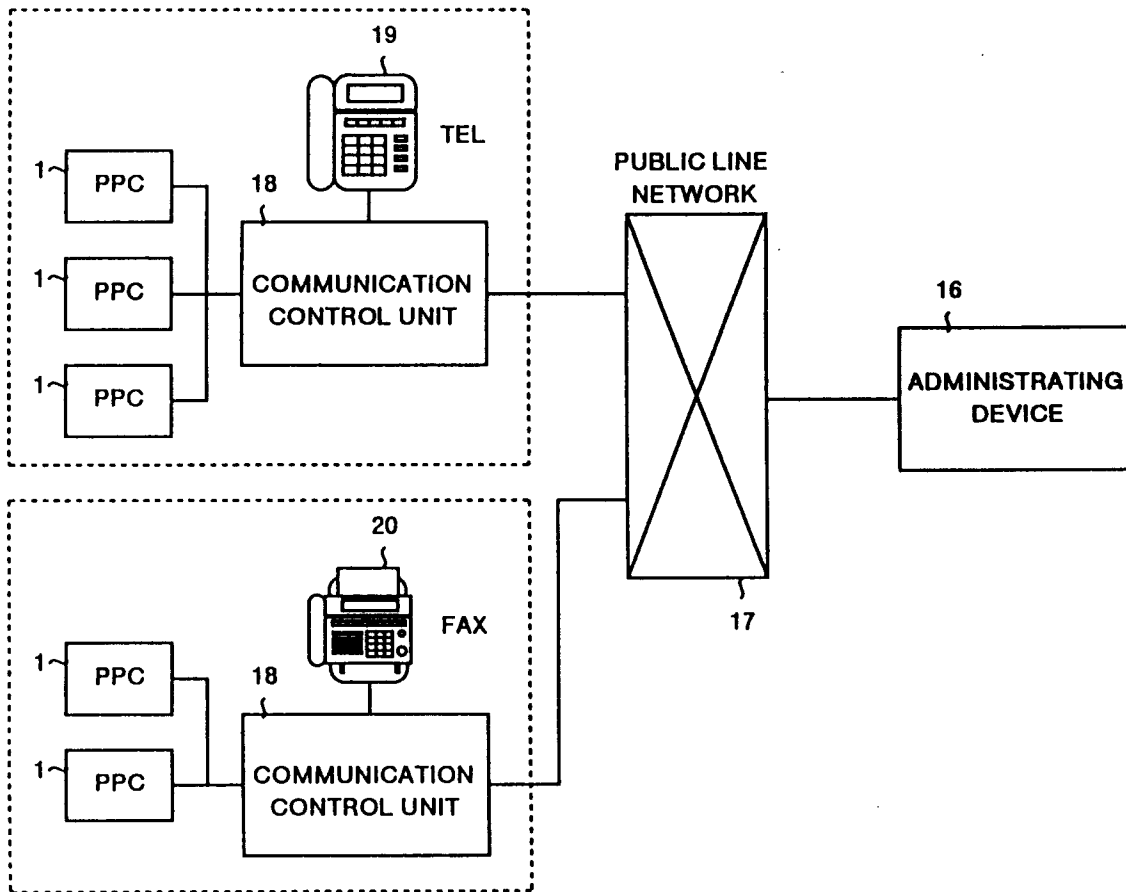 19
TEL
1
PPC
18
1
PPC
COMMUNICATION
CONTROL UNIT
1
PPC
PUBLIC LINE
NETWORK
17
16
ADMINISTRATING
DEVICE
20
FAX
1
PPC
18
1
PPC
COMMUNICATION
CONTROL UNIT